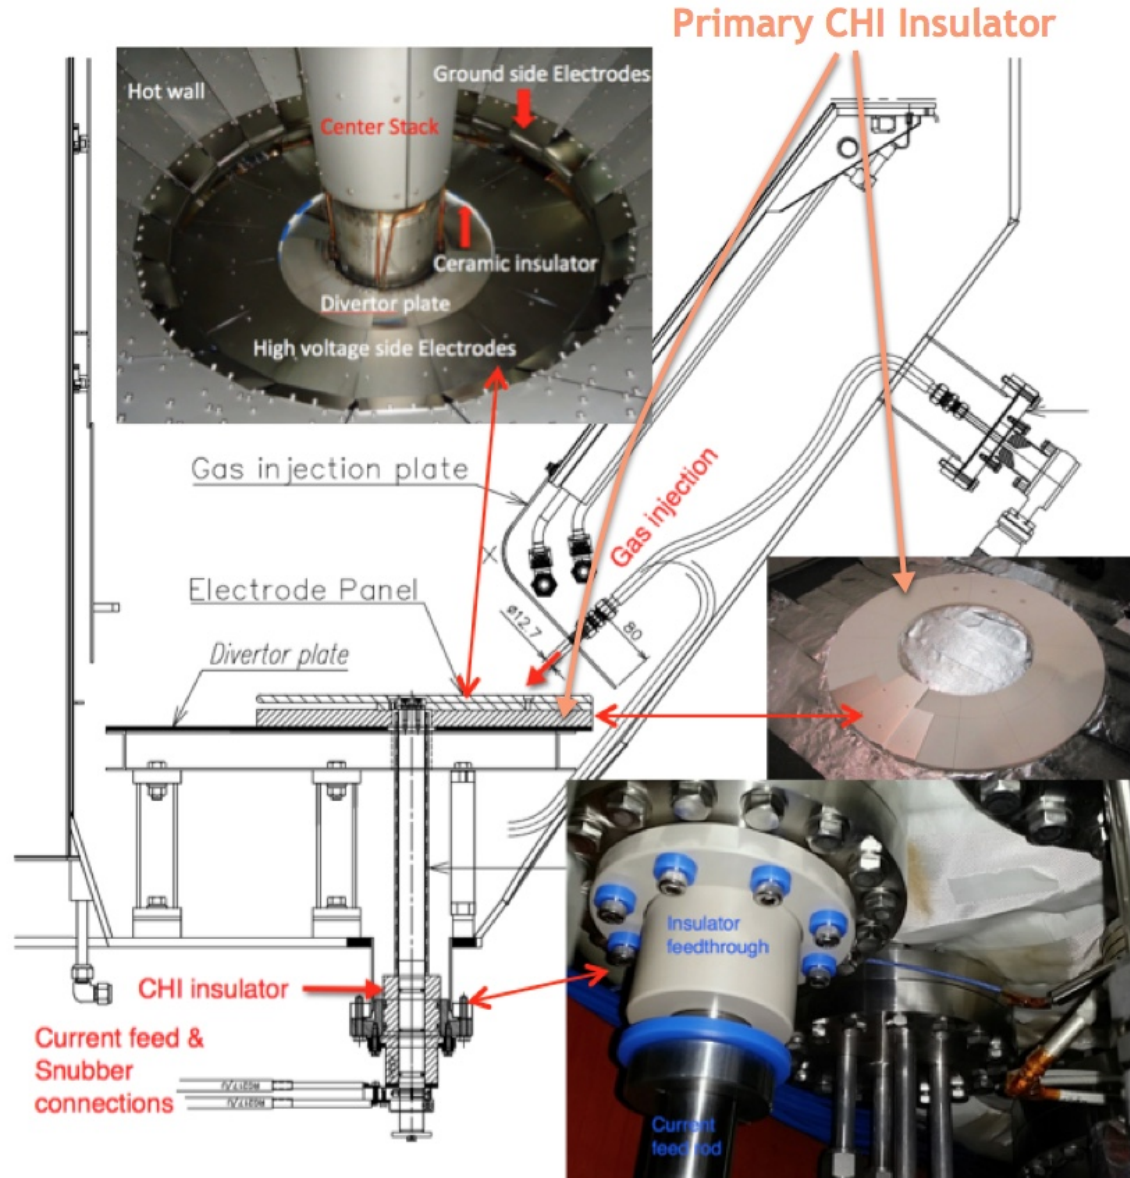 Primary CHI Insulator
Hot wall
Ground side Electrodes
Center Stack
Ceramic insulator
Divertor plate
High voltage side Electrodes
Gas injection plate
Gas injection
X
Electrode Panel
ø12.7
80
Divertor plate
Insulator
feedthrough
CHI insulator
Current feed &
Snubber
connections
RG217/U
RG217/U
Current
feed rod